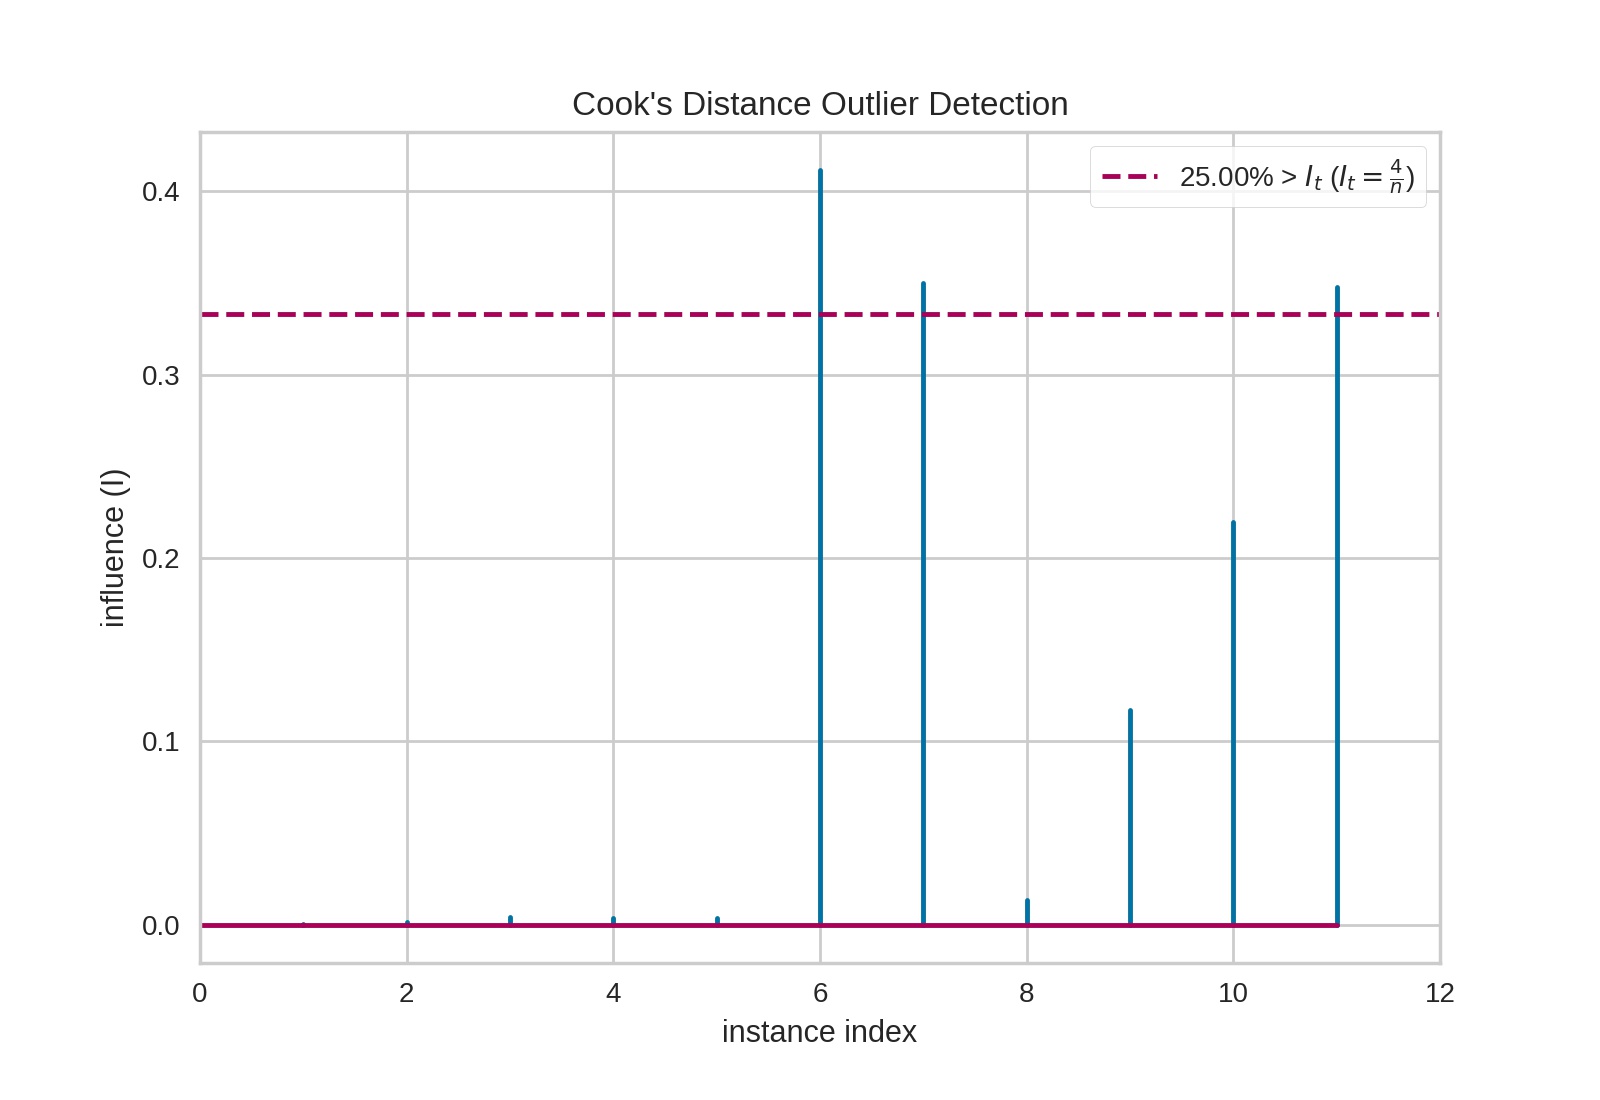 Cook's Distance Outlier Detection
25.00% > I_t (I_t = 4/n)
influence (I)
0.4
0.3
0.2
0.1
0.0
0 2 4 6 8 10 12
instance index